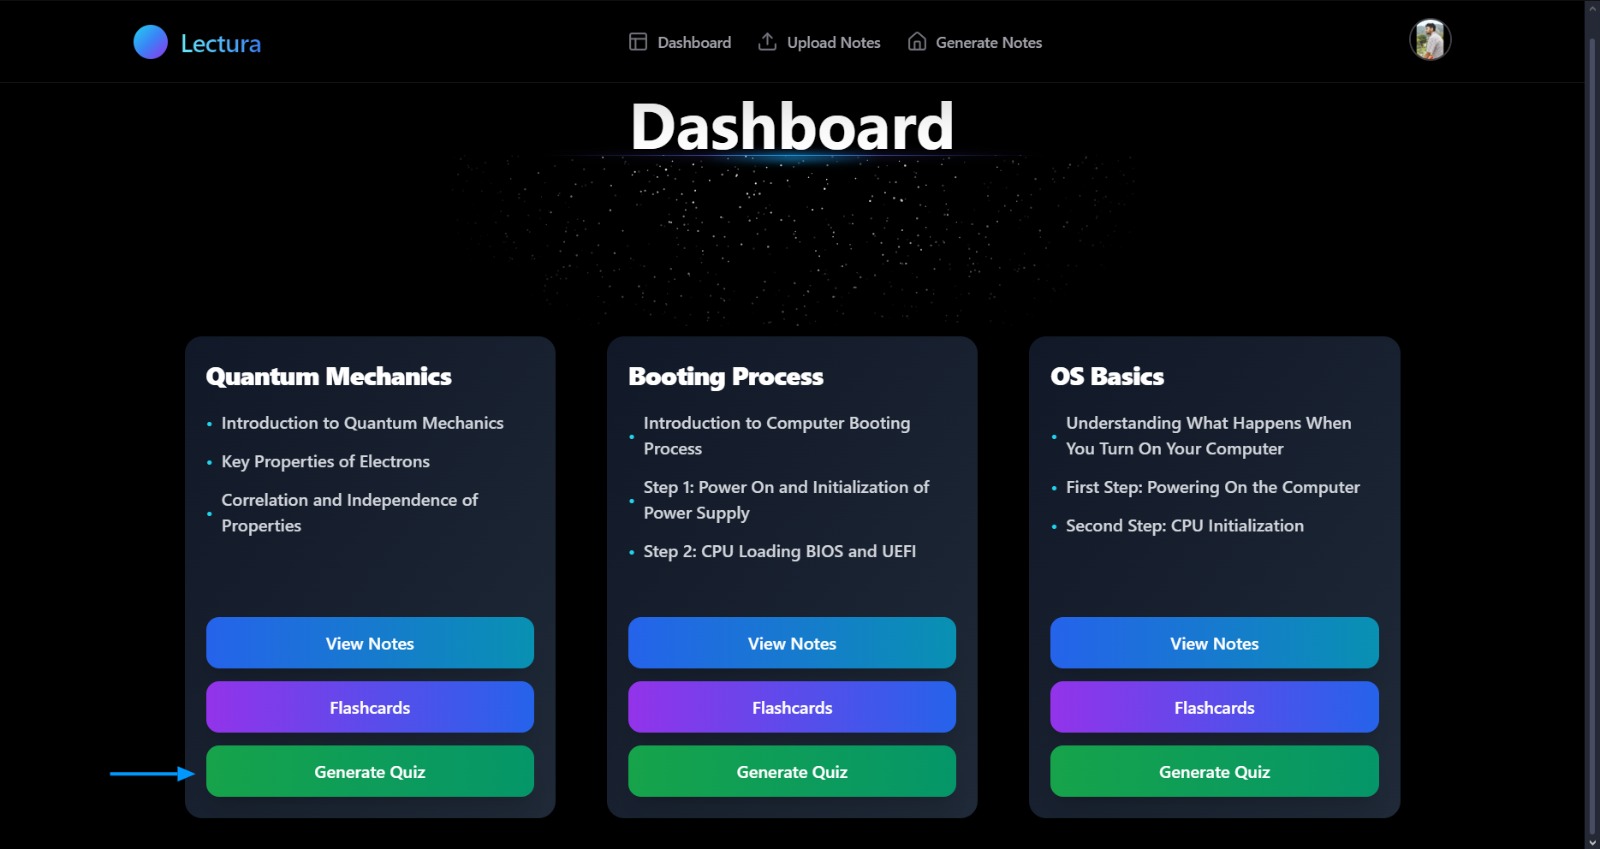 Lectura
Dashboard
Upload Notes
Generate Notes
Dashboard
Quantum Mechanics
• Introduction to Quantum Mechanics
• Key Properties of Electrons
• Correlation and Independence of
Properties
View Notes
Flashcards
Generate Quiz
Booting Process
• Introduction to Computer Booting
Process
• Step 1: Power On and Initialization of
Power Supply
• Step 2: CPU Loading BIOS and UEFI
View Notes
Flashcards
Generate Quiz
OS Basics
• Understanding What Happens When
You Turn On Your Computer
• First Step: Powering On the Computer
• Second Step: CPU Initialization
View Notes
Flashcards
Generate Quiz